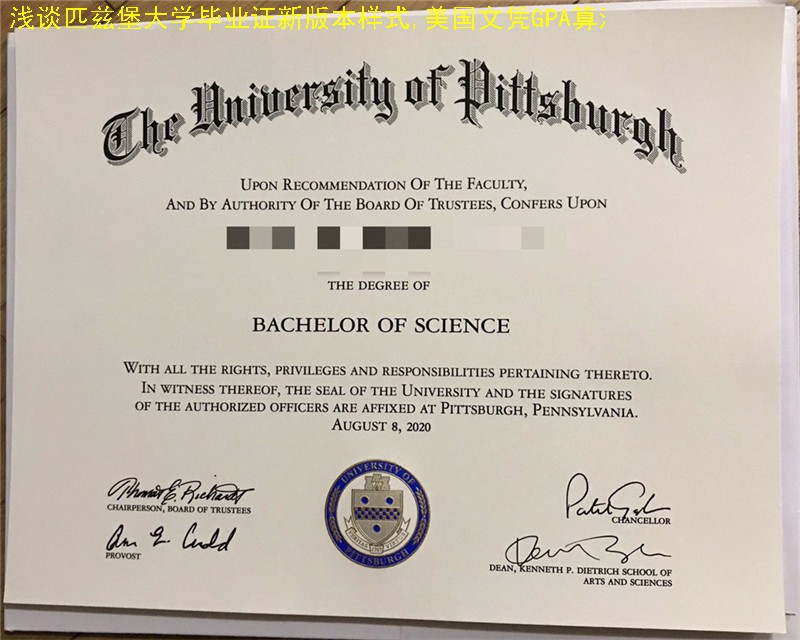 浅谈匹兹堡大学毕业证新版本样式,美国文凭GPA算
The University of Pittsburgh
UPON RECOMMENDATION OF THE FACULTY,
AND BY AUTHORITY OF THE BOARD OF TRUSTEES, CONFERS UPON
THE DEGREE OF
BACHELOR OF SCIENCE
WITH ALL THE RIGHTS, PRIVILEGES AND RESPONSIBILITIES PERTAINING THERETO.
IN WITNESS THEREOF, THE SEAL OF THE UNIVERSITY AND THE SIGNATURES
OF THE AUTHORIZED OFFICERS ARE AFFIXED AT PITTSBURGH, PENNSYLVANIA.
AUGUST 8, 2020
CHAIRPERSON, BOARD OF TRUSTEES
PROVOST
UNIVERSITY OF
PITTSBURGH
CHANCELLOR
DEAN, KENNETH P. DIETRICH SCHOOL OF
ARTS AND SCIENCES